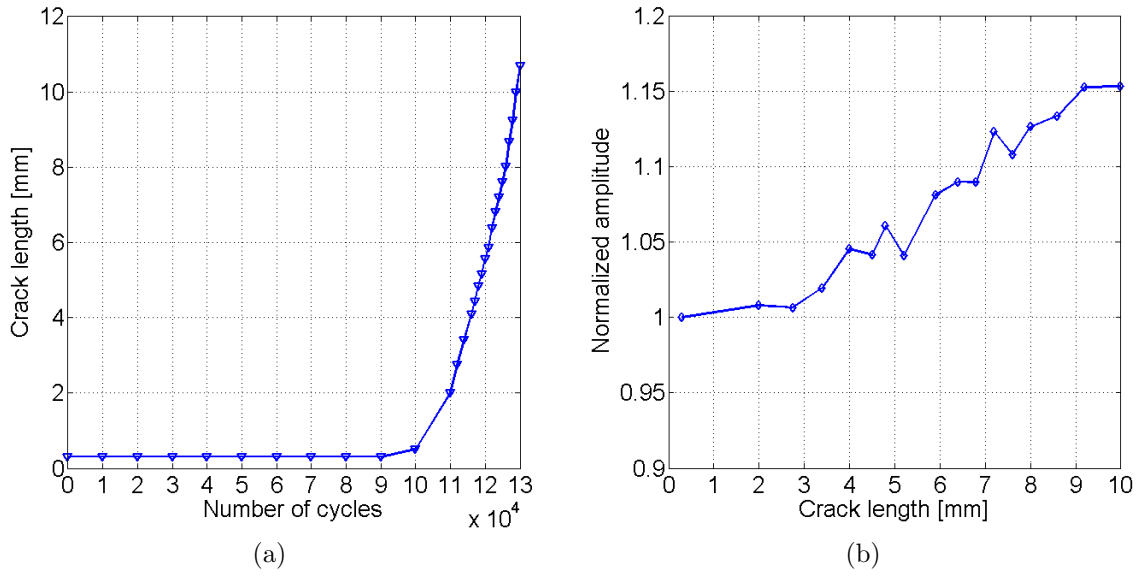 12
10
8
6
4
2
0
Crack length [mm]
0 1 2 3 4 5 6 7 8 9 10 11 12 13
Number of cycles
x 10^4
(a)
1.2
1.15
1.1
1.05
1
0.95
0.9
Normalized amplitude
0 1 2 3 4 5 6 7 8 9 10
Crack length [mm]
(b)